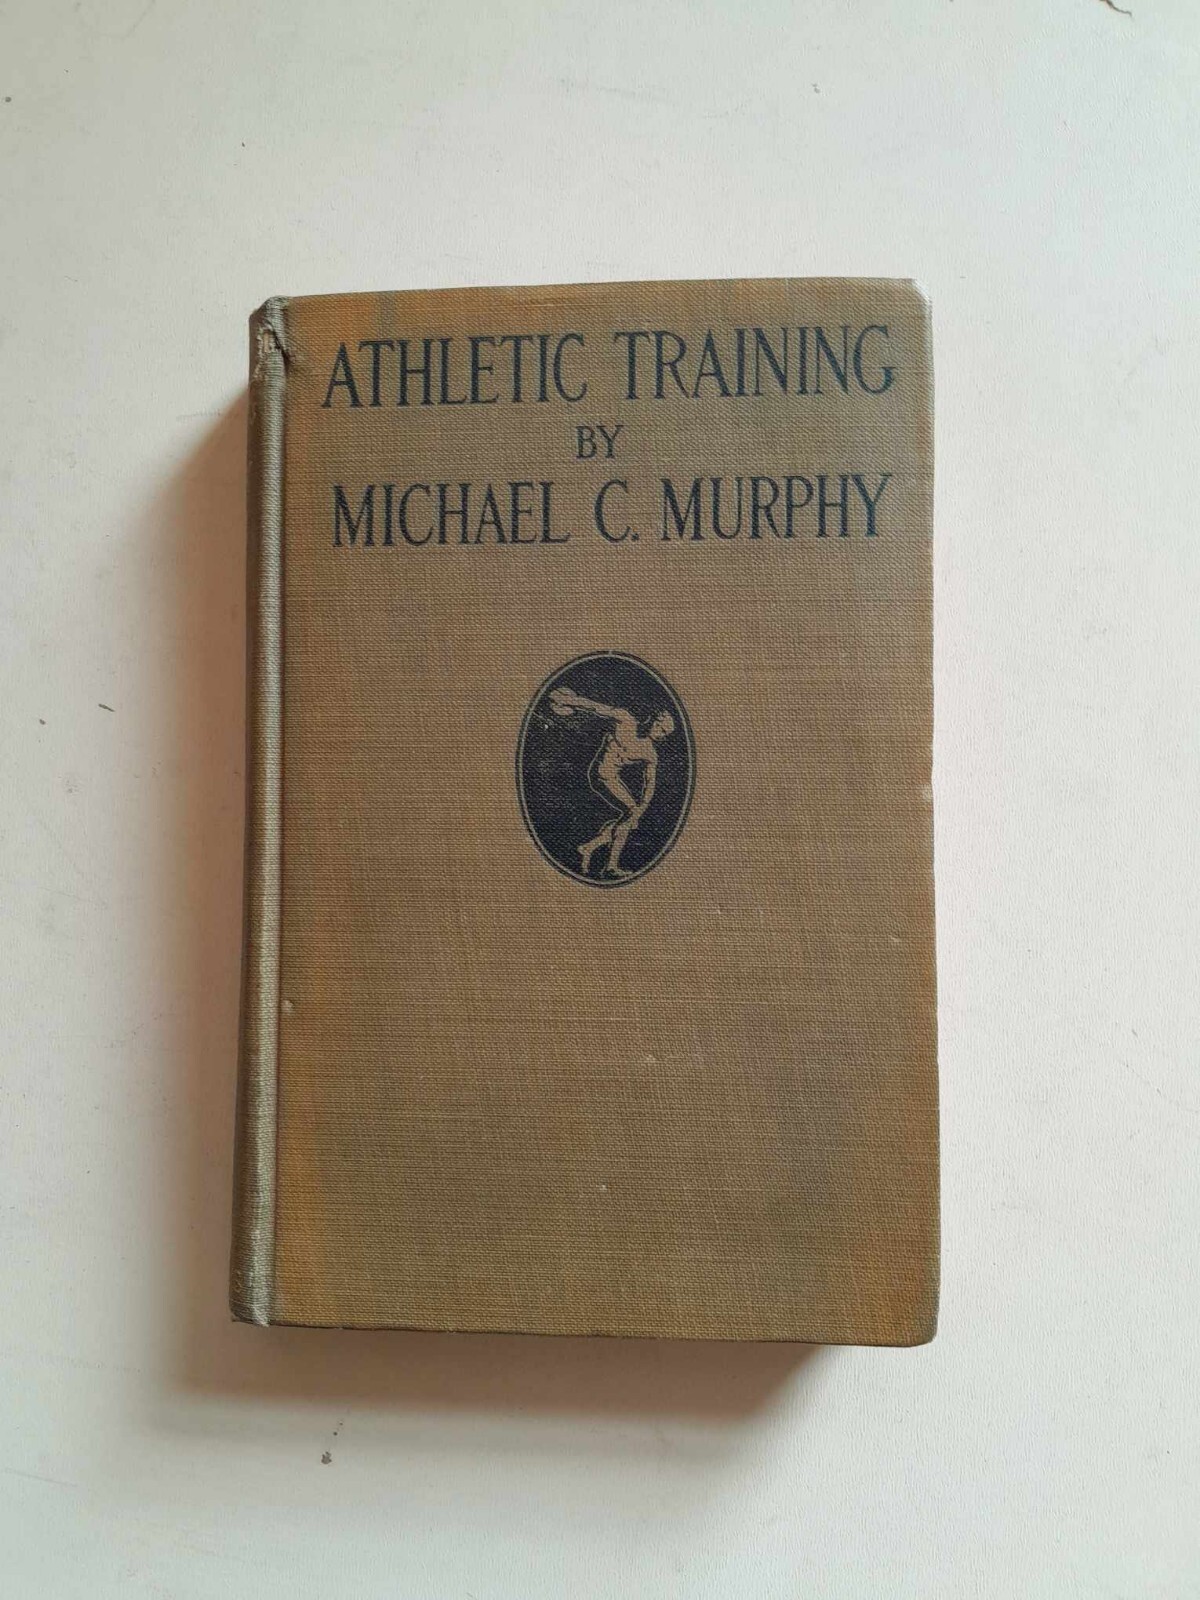 ATHLETIC TRAINING
BY
MICHAEL C. MURPHY